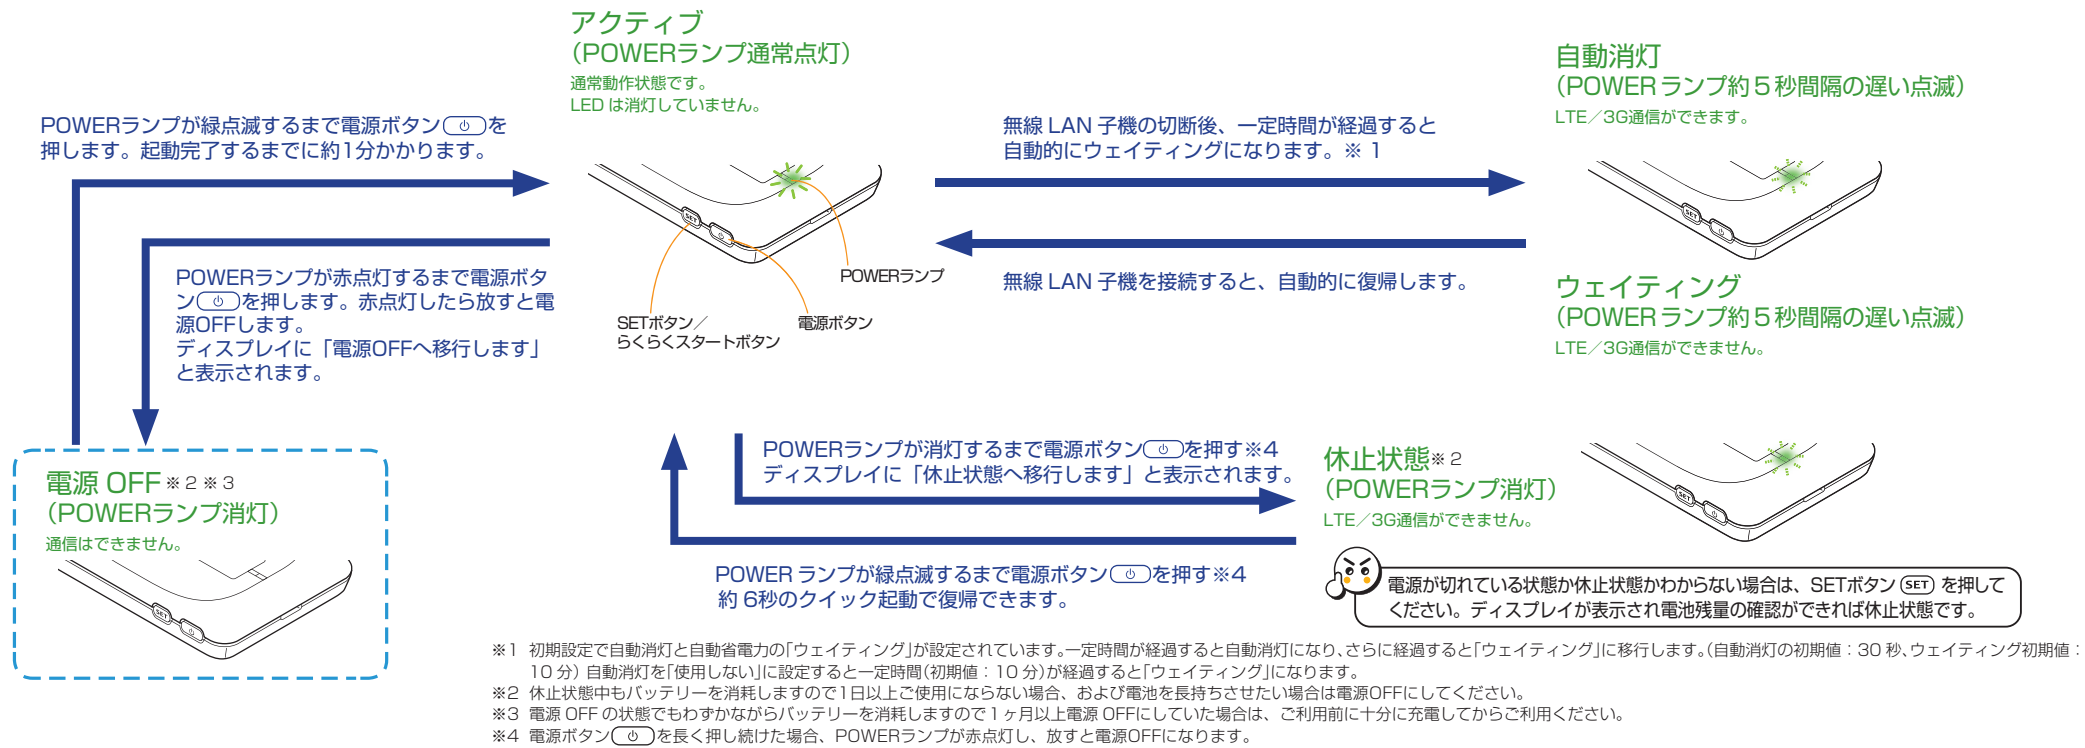 アクティブ
（POWERランプ通常点灯）
通常動作状態です。
LED は消灯していません。
自動消灯
（POWER ランプ約５秒間隔の遅い点滅）
LTE／3G通信ができます。
POWERランプが緑点滅するまで電源ボタン を
押します。起動完了するまでに約1分かかります。
無線 LAN 子機の切断後、一定時間が経過すると
自動的にウェイティングになります。※ 1
SET
SET
POWERランプが赤点灯するまで電源ボタ
ン を押します。赤点灯したら放すと電
源OFFします。
ディスプレイに「電源OFFへ移行します」
と表示されます。
POWERランプ
SETボタン／
らくらくスタートボタン
電源ボタン
無線 LAN 子機を接続すると、自動的に復帰します。
ウェイティング
（POWER ランプ約５秒間隔の遅い点滅）
LTE／3G通信ができません。
電源 OFF ※２※３
（POWERランプ消灯）
通信はできません。
SET
POWERランプが消灯するまで電源ボタン を押す※4
ディスプレイに「休止状態へ移行します」と表示されます。
休止状態※２
（POWERランプ消灯）
LTE／3G通信ができません。
SET
POWER ランプが緑点滅するまで電源ボタン を押す※4
約 6秒のクイック起動で復帰できます。
電源が切れている状態か休止状態かわからない場合は、SETボタン SET を押して
ください。ディスプレイが表示され電池残量の確認ができれば休止状態です。
※1 初期設定で自動消灯と自動省電力の「ウェイティング」が設定されています。一定時間が経過すると自動消灯になり、さらに経過すると「ウェイティング」に移行します。（自動消灯の初期値：30 秒、ウェイティング初期値：
10 分） 自動消灯を「使用しない」に設定すると一定時間（初期値：10 分）が経過すると「ウェイティング」になります。
※2 休止状態中もバッテリーを消耗しますので1日以上ご使用にならない場合、および電池を長持ちさせたい場合は電源OFFにしてください。
※3 電源 OFF の状態でもわずかながらバッテリーを消耗しますので１ヶ月以上電源 OFFにしていた場合は、ご利用前に十分に充電してからご利用ください。
※4 電源ボタン を長く押し続けた場合、POWERランプが赤点灯し、放すと電源OFFになります。